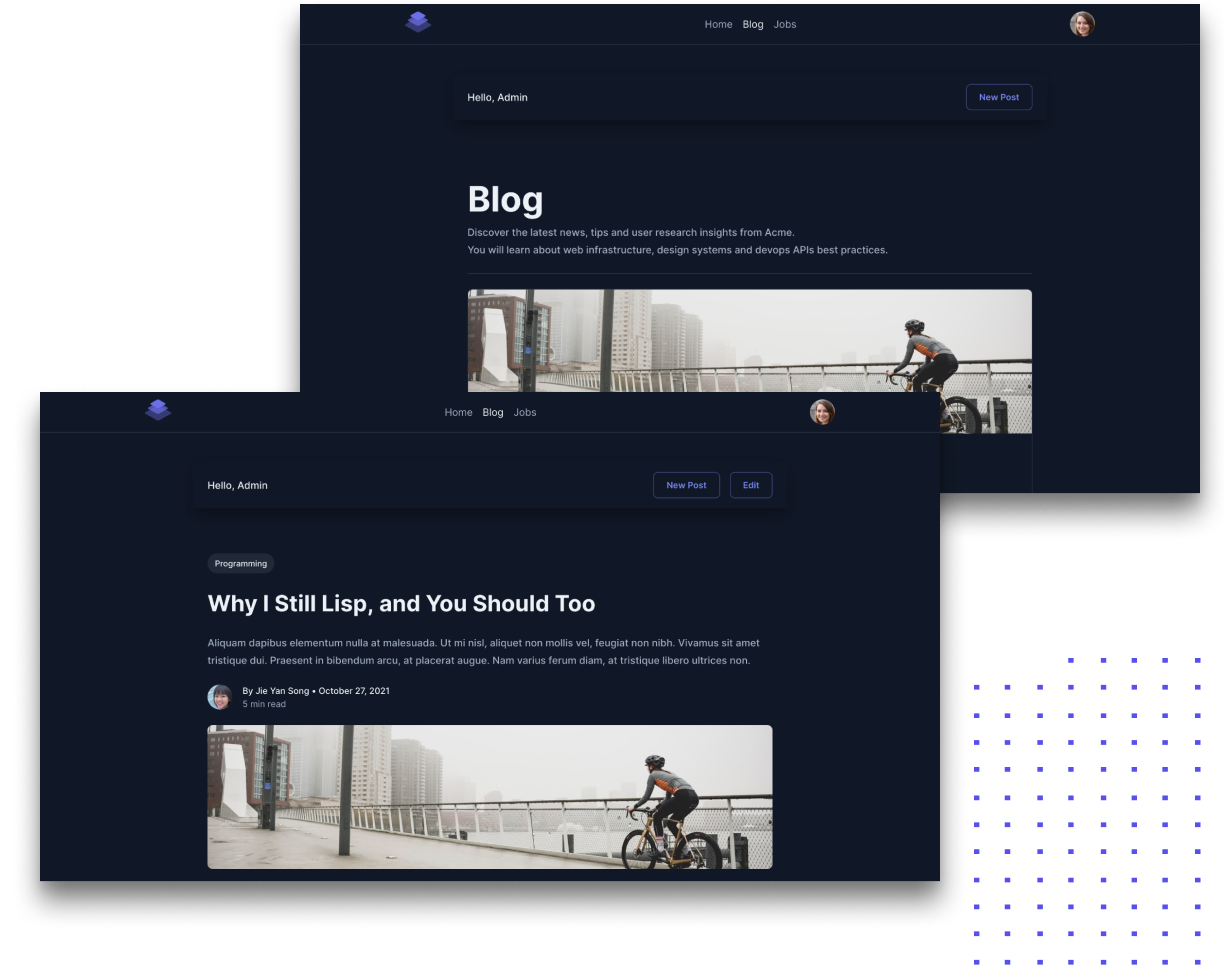 Home Blog Jobs
Hello, Admin
New Post
Blog
Discover the latest news, tips and user research insights from Acme.
You will learn about web infrastructure, design systems and devops APIs best practices.
Home Blog Jobs
Hello, Admin
New Post
Edit
Programming
Why I Still Lisp, and You Should Too
Aliquam dapibus elementum nulla at malesuada. Ut mi nisl, aliquet non mollis vel, feugiat non nibh. Vivamus sit amet
tristique dui. Praesent in bibendum arcu, at placerat augue. Nam varius ferum diam, at tristique libero ultrices non.
By Jie Yan Song • October 27, 2021
5 min read